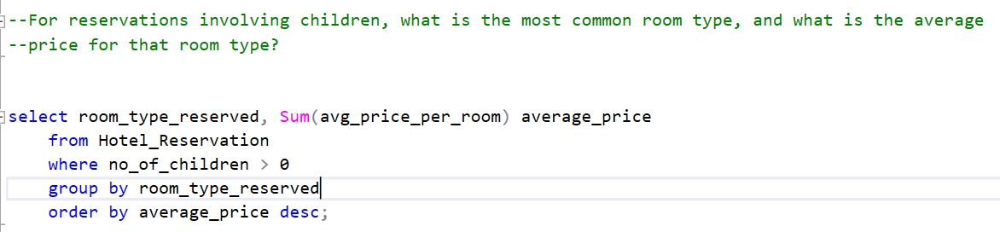 --For reservations involving children, what is the most common room type, and what is the average
--price for that room type?
select room_type_reserved, Sum(avg_price_per_room) average_price
from Hotel_Reservation
where no_of_children > 0
group by room_type_reserved
order by average_price desc;